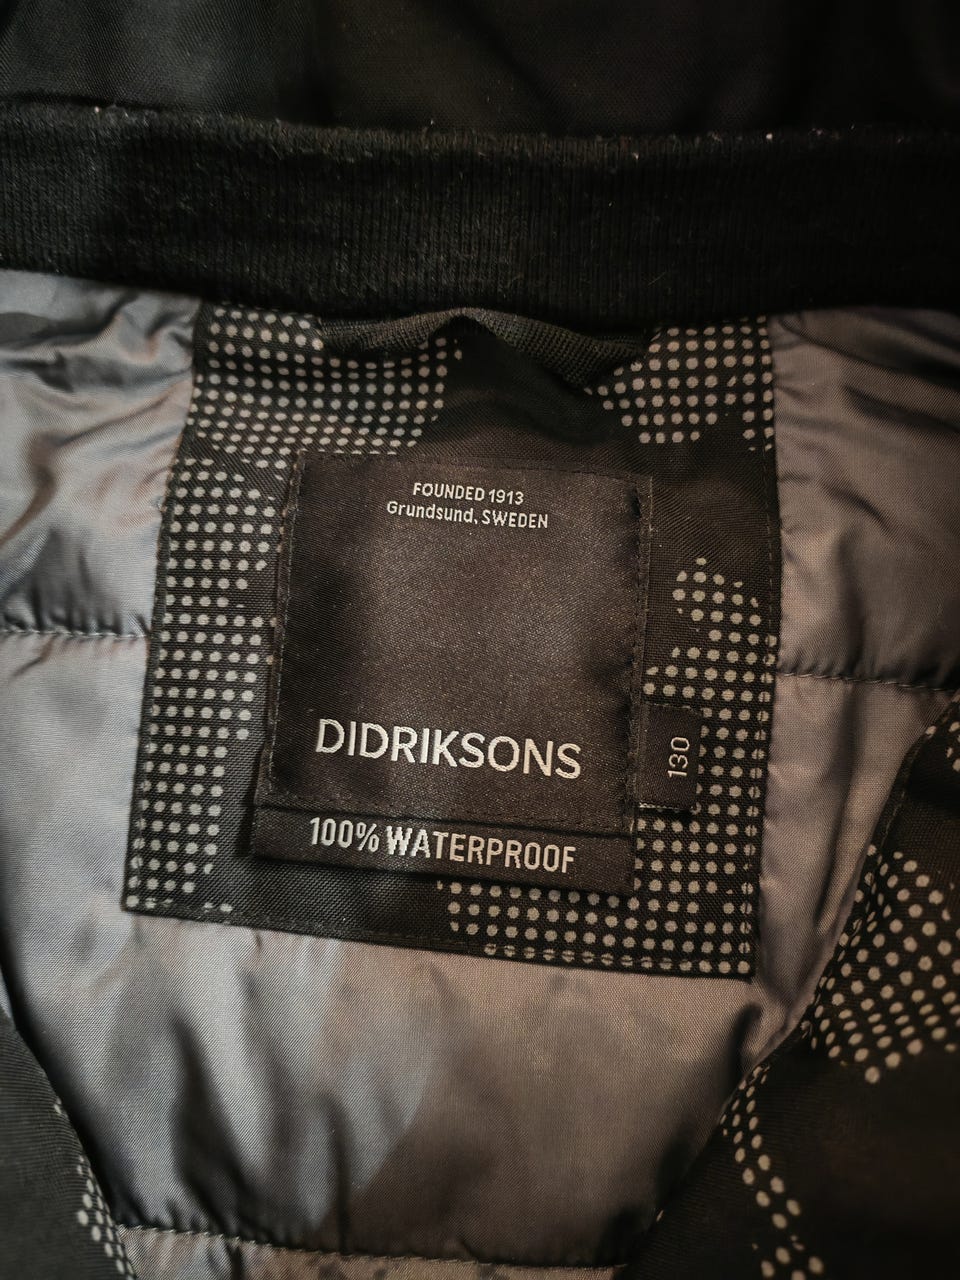 FOUNDED 1913
Grundsund, SWEDEN
DIDRIKSONS
130
100% WATERPROOF